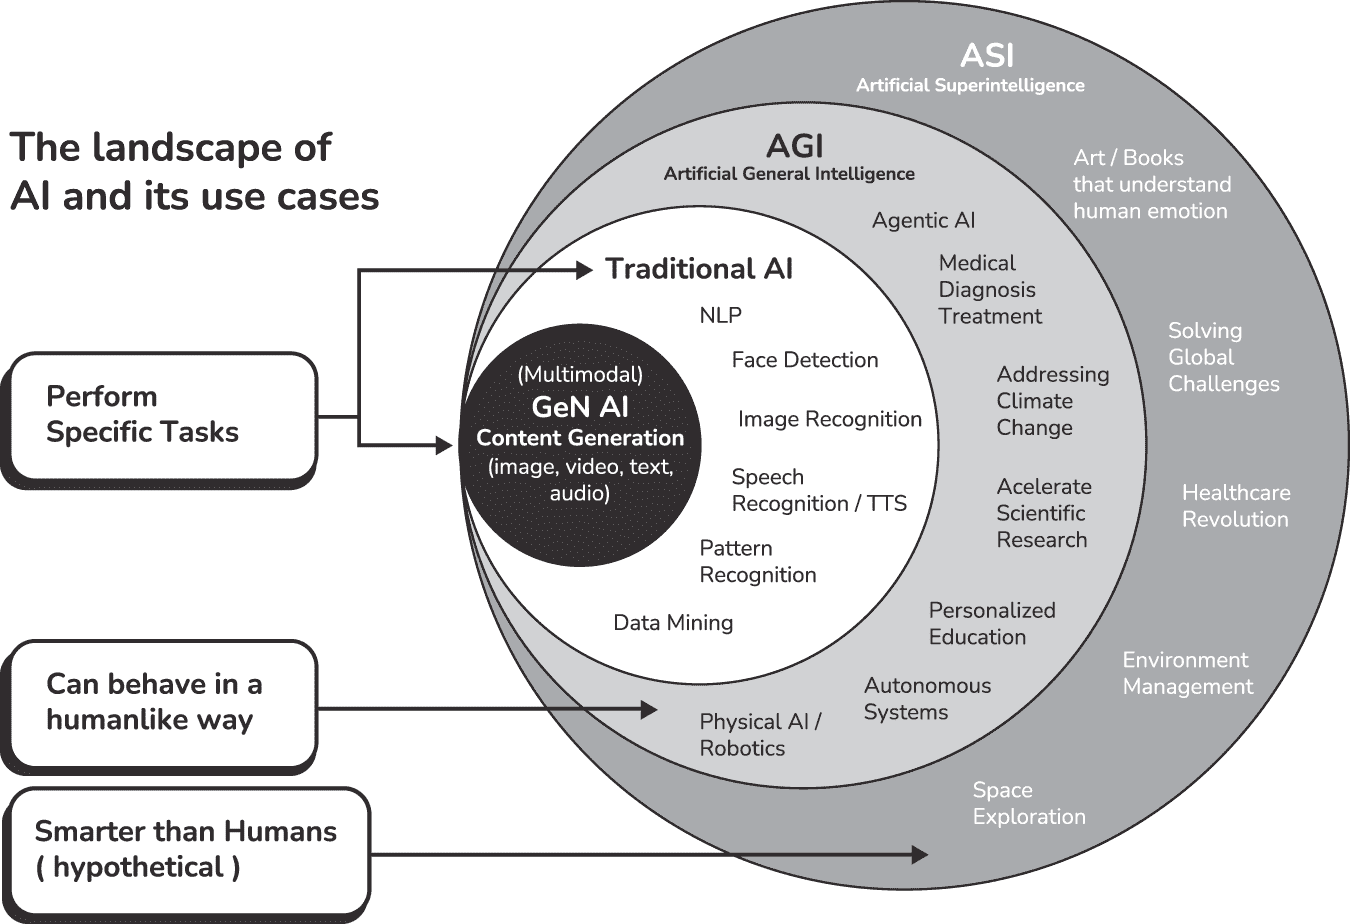 The landscape of
AI and its use cases
Perform
Specific Tasks
Can behave in a
humanlike way
Smarter than Humans
( hypothetical )
ASI
Artificial Superintelligence
Art / Books
that understand
human emotion
Solving
Global
Challenges
Healthcare
Revolution
Environment
Management
Space
Exploration
AGI
Artificial General Intelligence
Agentic AI
Medical
Diagnosis
Treatment
Addressing
Climate
Change
Acelerate
Scientific
Research
Personalized
Education
Autonomous
Systems
Physical AI /
Robotics
Traditional AI
NLP
Face Detection
Image Recognition
Speech
Recognition / TTS
Pattern
Recognition
Data Mining
(Multimodal)
GeN AI
Content Generation
(image, video, text,
audio)